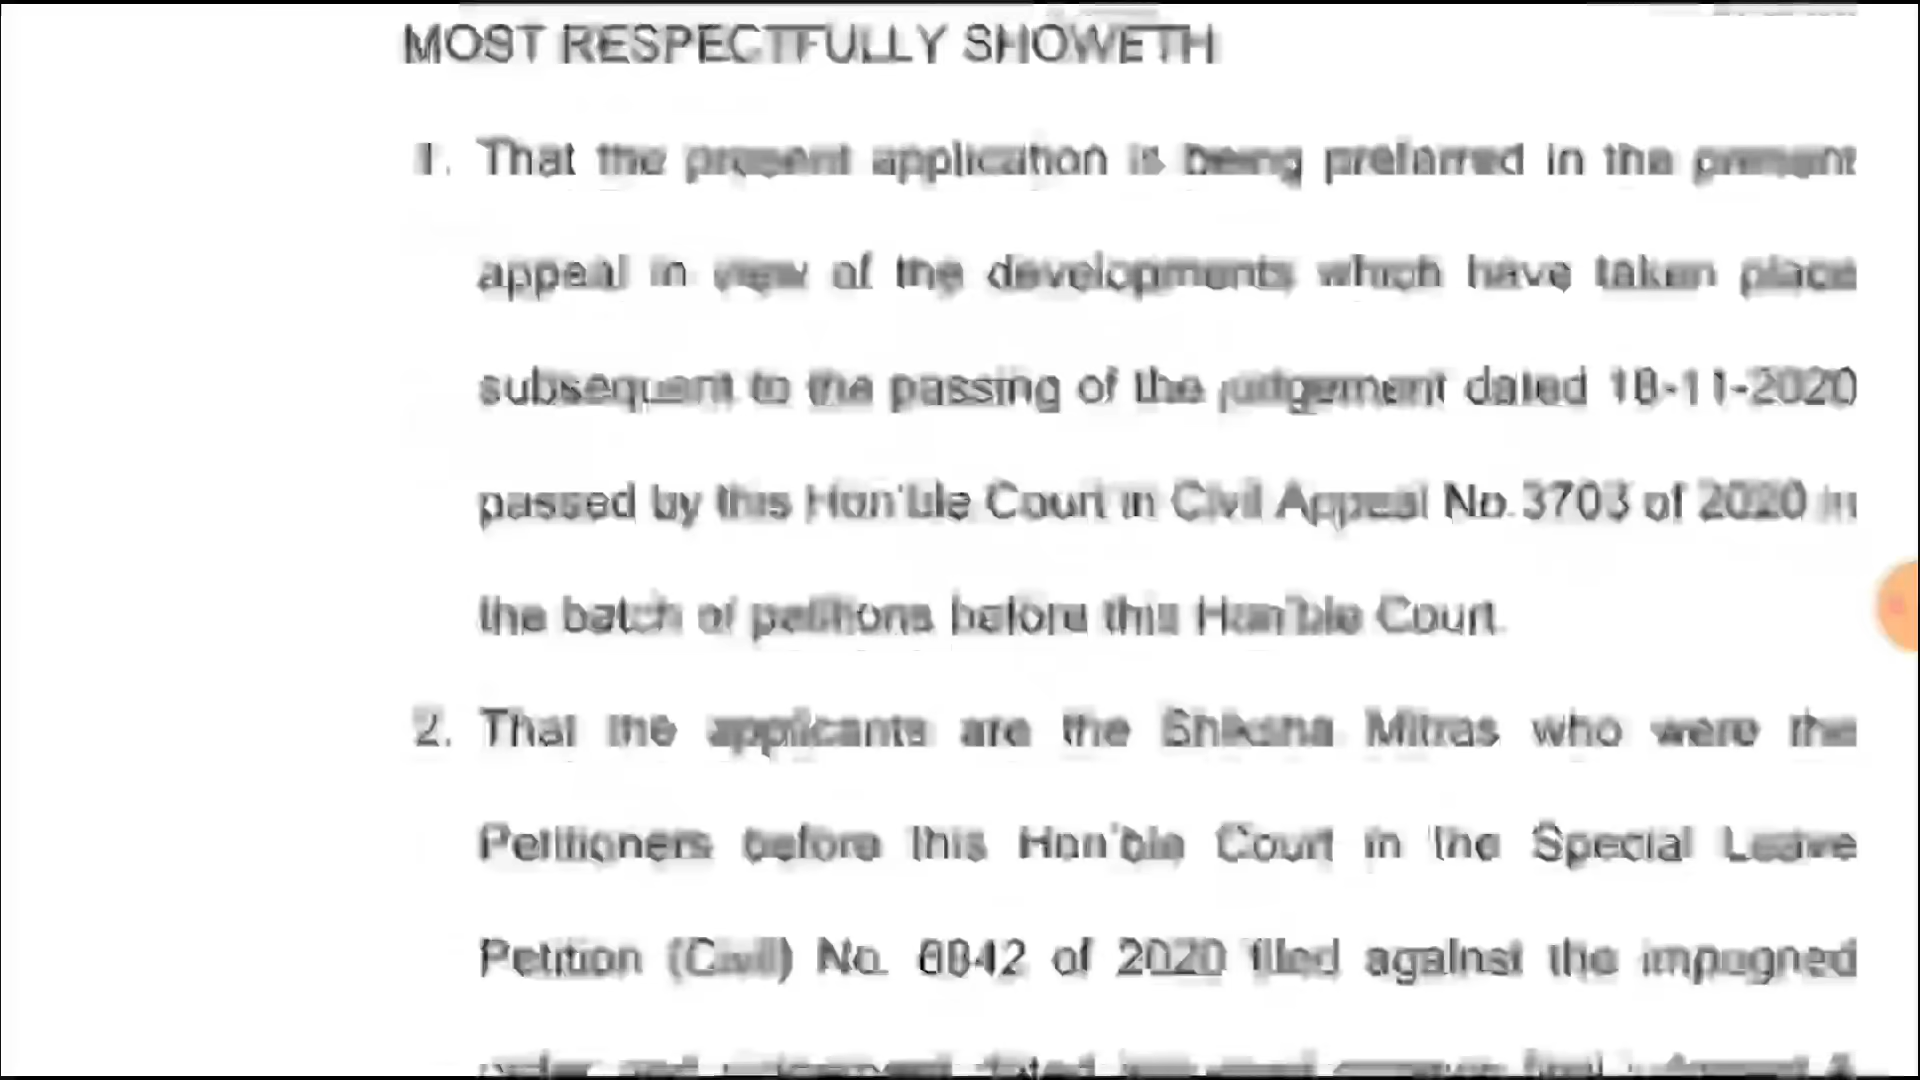 MOST RESPECTFULLY SHOWETH
1. That the present application is being preferred in the present
appeal in view of the developments which have taken place
subsequent to the passing of the judgement dated 18-11-2020
passed by this Hon'ble Court in Civil Appeal No.3703 of 2020 in
the batch of petitions before this Hon'ble Court.
2. That the applicants are the Shiksha Mitras who were the
Petitioners before this Hon'ble Court in the Special Leave
Petition (Civil) No. of 2020 filed against the impugned